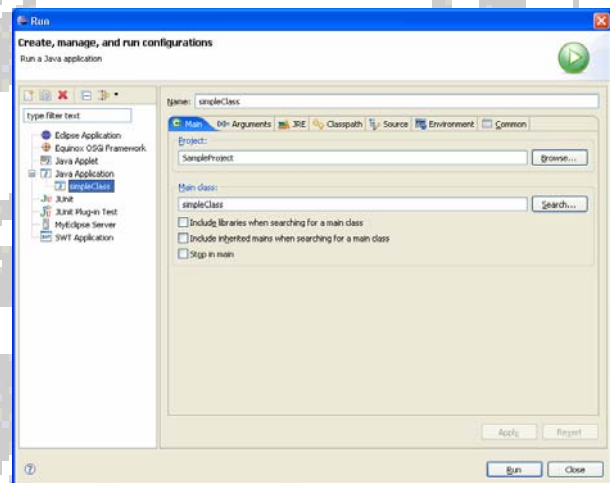 Run
Create, manage, and run configurations
Run a Java application
type filter text
Eclipse Application
Equinox OSGi Framework
Java Applet
Java Application
simpleClass
JUnit
JUnit Plug-in Test
MyEclipse Server
SWT Application
Name: simpleClass
Main (x)= Arguments JRE Classpath Source Environment Common
Project:
SampleProject Browse...
Main class:
simpleClass Search...
Include libraries when searching for a main class
Include inherited mains when searching for a main class
Stop in main
Apply Revert
Run Close